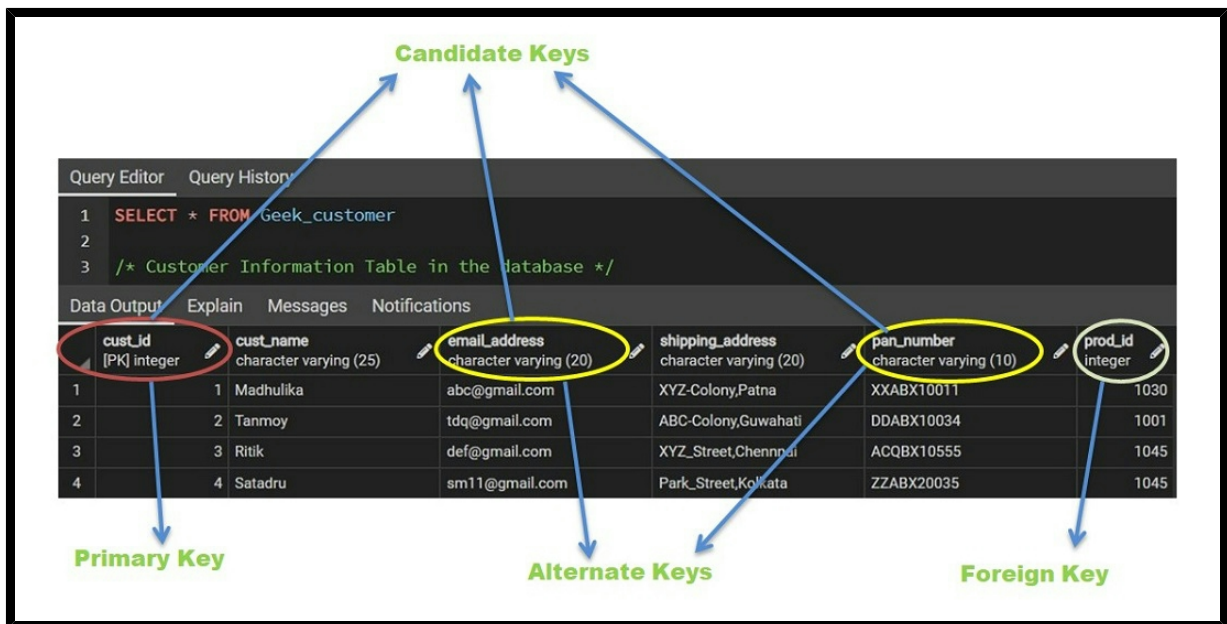 Candidate Keys
Query Editor Query History
1 SELECT * FROM Geek_customer
2
3 /* Customer Information Table in the database */
Data Output Explain Messages Notifications
cust_id cust_name email_address shipping_address pan_number prod_id
[PK] integer character varying (25) character varying (20) character varying (20) character varying (10) integer
1 1 Madhulika abc@gmail.com XYZ-Colony,Patna XXABX10011 1030
2 2 Tanmoy tdq@gmail.com ABC-Colony,Guwahati DDABX10034 1001
3 3 Ritik def@gmail.com XYZ_Street,Chennnai ACQBX10555 1045
4 4 Satadru sm11@gmail.com Park_Street,Kolkata ZZABX20035 1045
Primary Key Alternate Keys Foreign Key